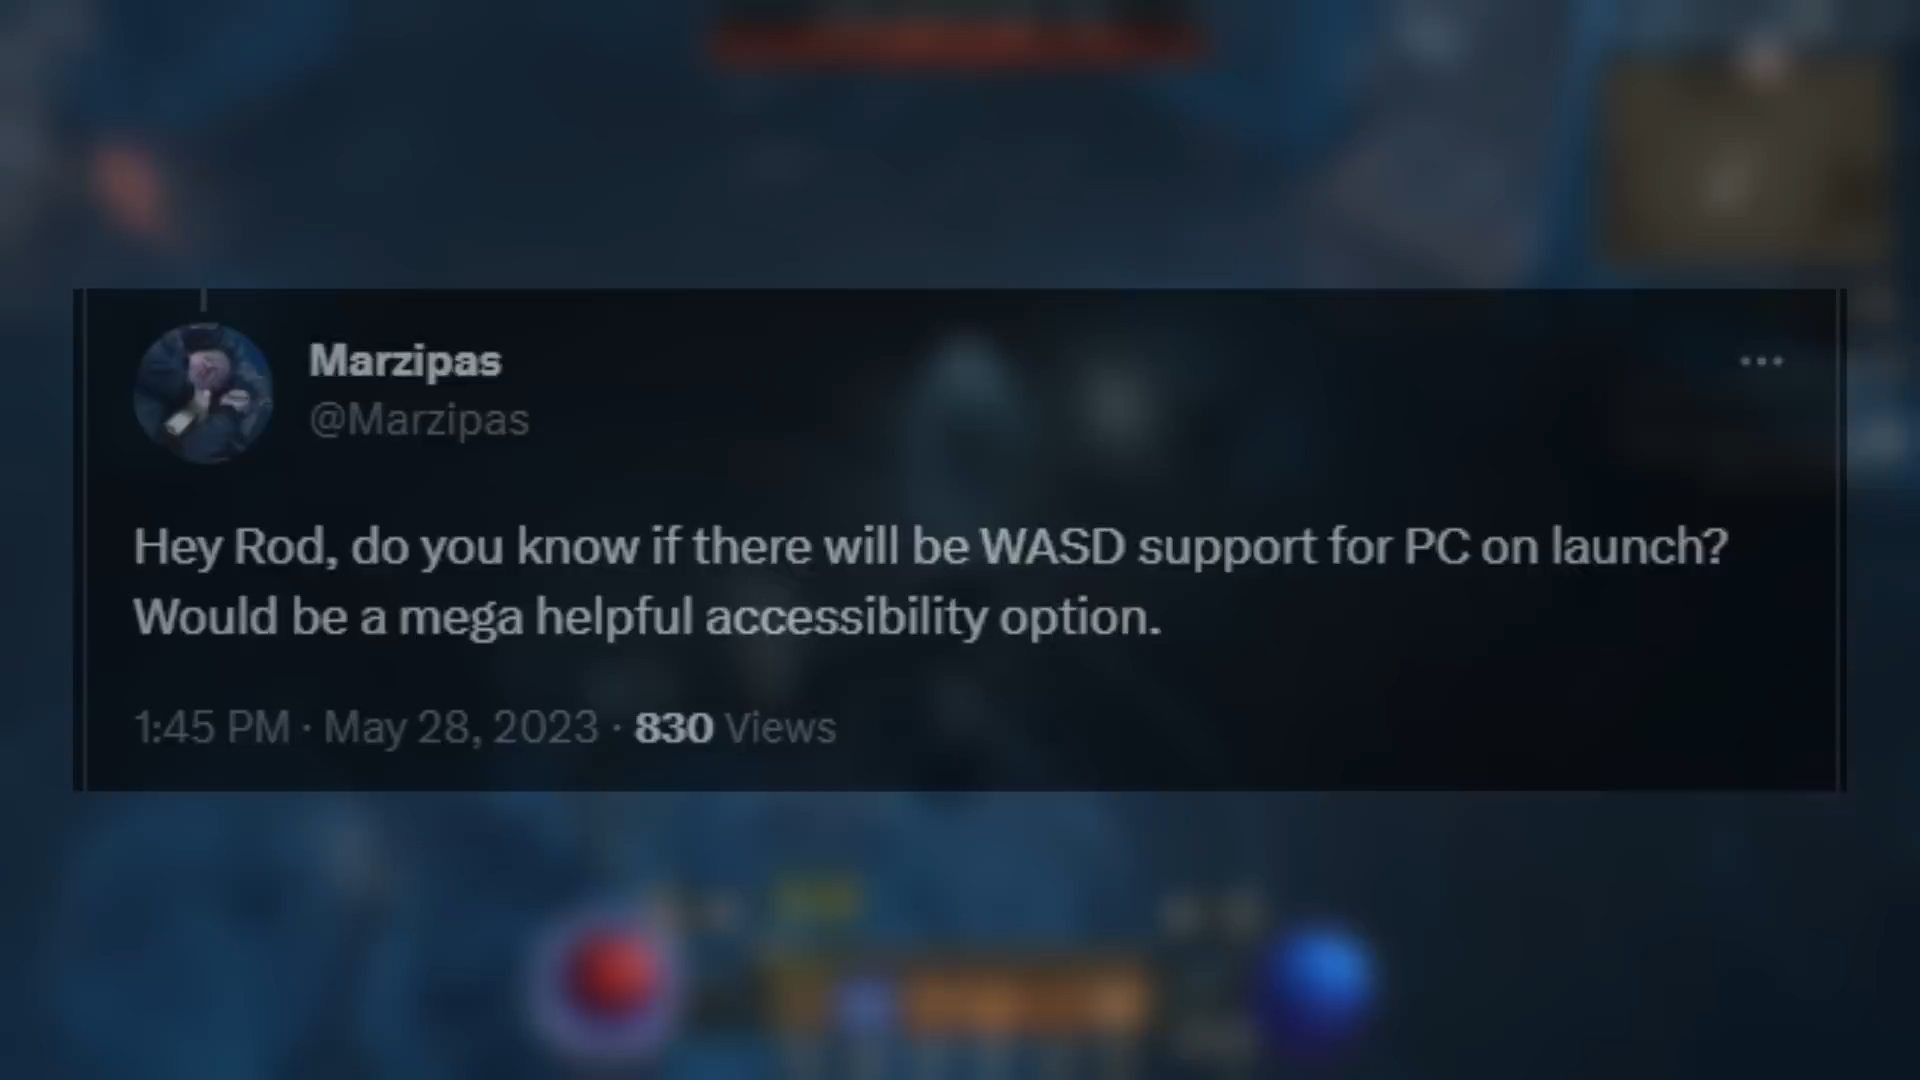 Marzipas
@Marzipas
Hey Rod, do you know if there will be WASD support for PC on launch?
Would be a mega helpful accessibility option.
1:45 PM · May 28, 2023 · 830 Views